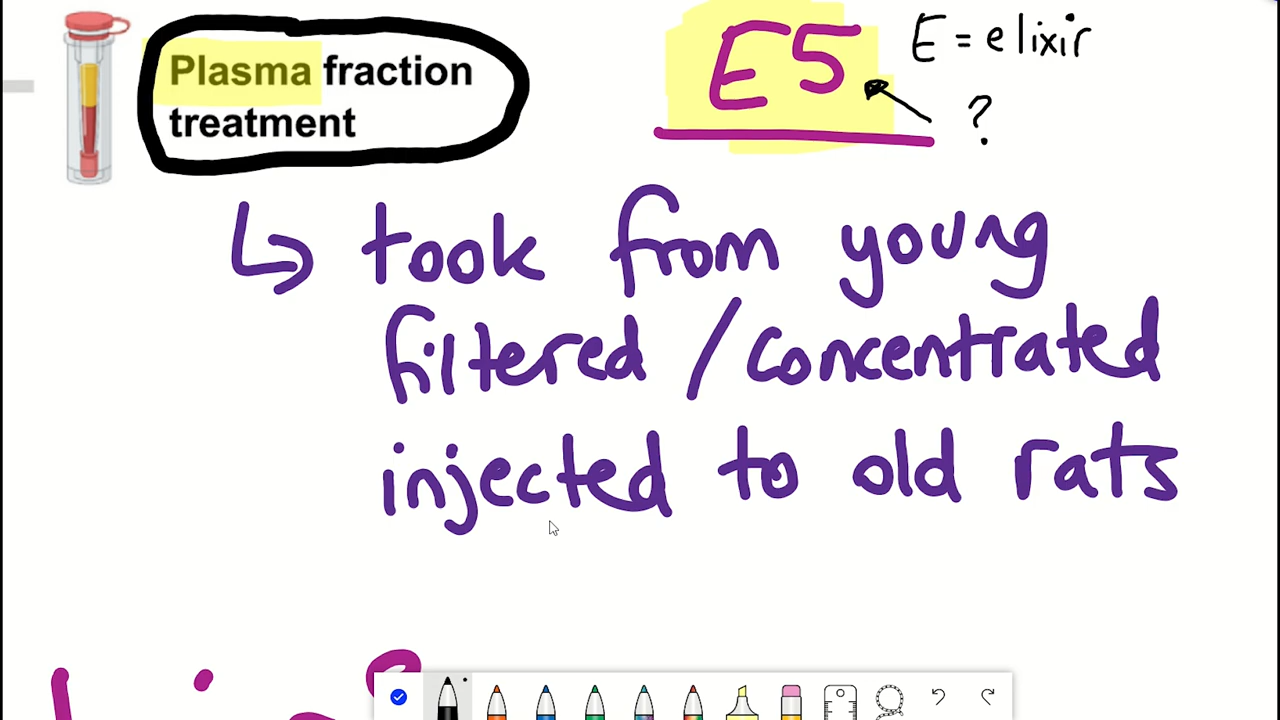 Plasma fraction
treatment
E5
E = elixir
?
↳ took from young
filtered / concentrated
injected to old rats